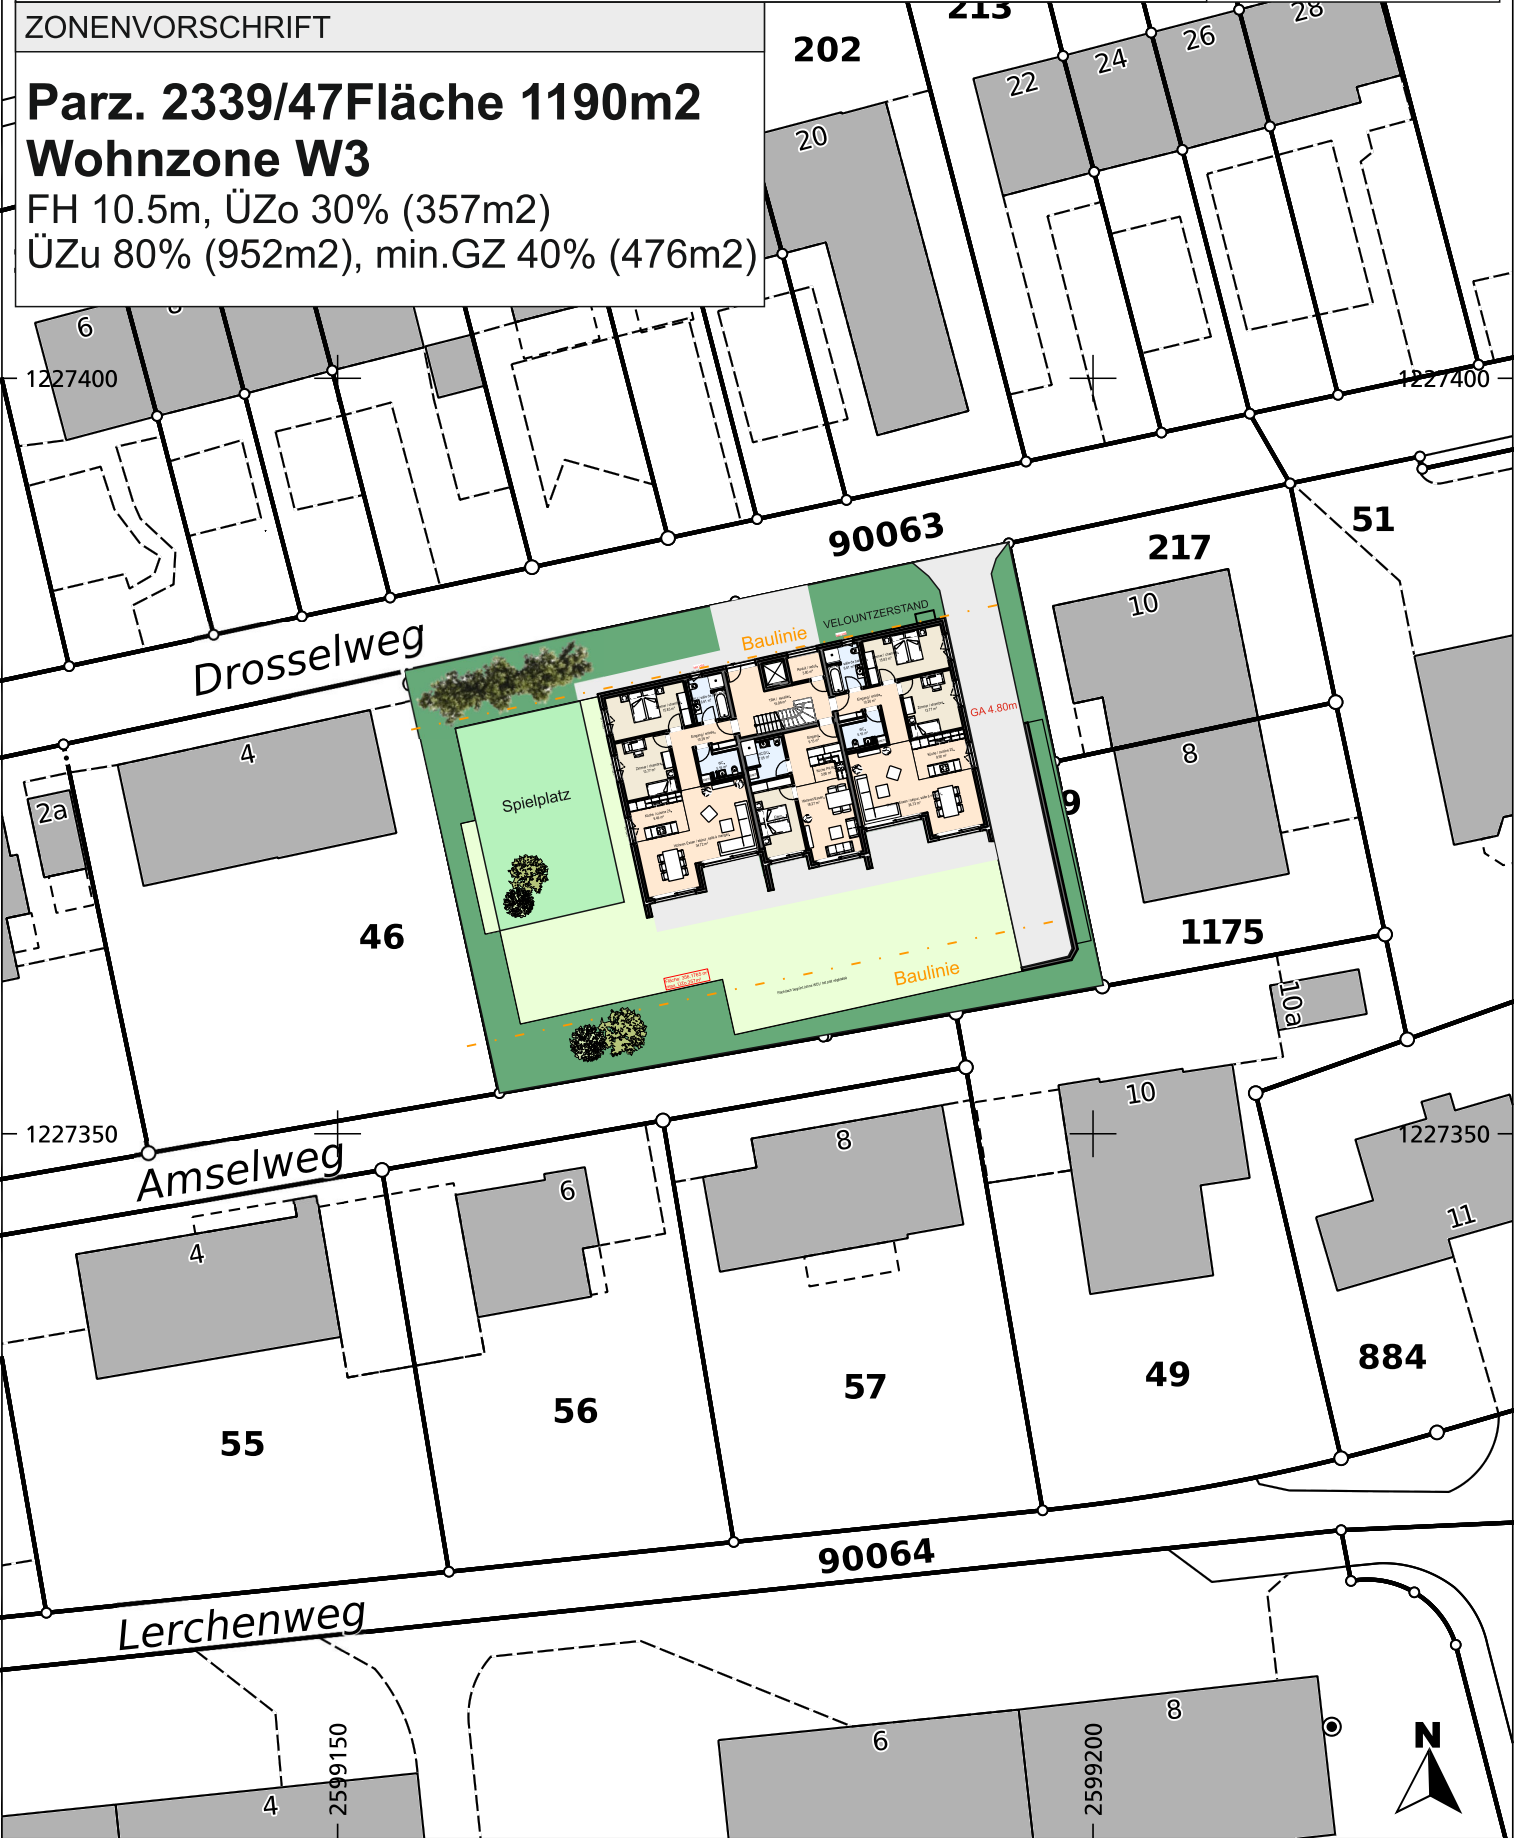 ZONENVORSCHRIFT
Parz. 2339/47Fläche 1190m2
Wohnzone W3
FH 10.5m, ÜZo 30% (357m2)
ÜZu 80% (952m2), min.GZ 40% (476m2)
202
213
20
22
24
26
28
6
1227400
1227400
90063
51
217
10
Drosselweg
VELOUNTZERSTAND
Baulinie
GA 4.80m
4
8
2a
Spielplatz
9
46
1175
Baulinie
10a
1227350
1227350
Amselweg
8
10
6
4
11
884
49
57
56
55
90064
Lerchenweg
2599150
2599200
4
6
8
N